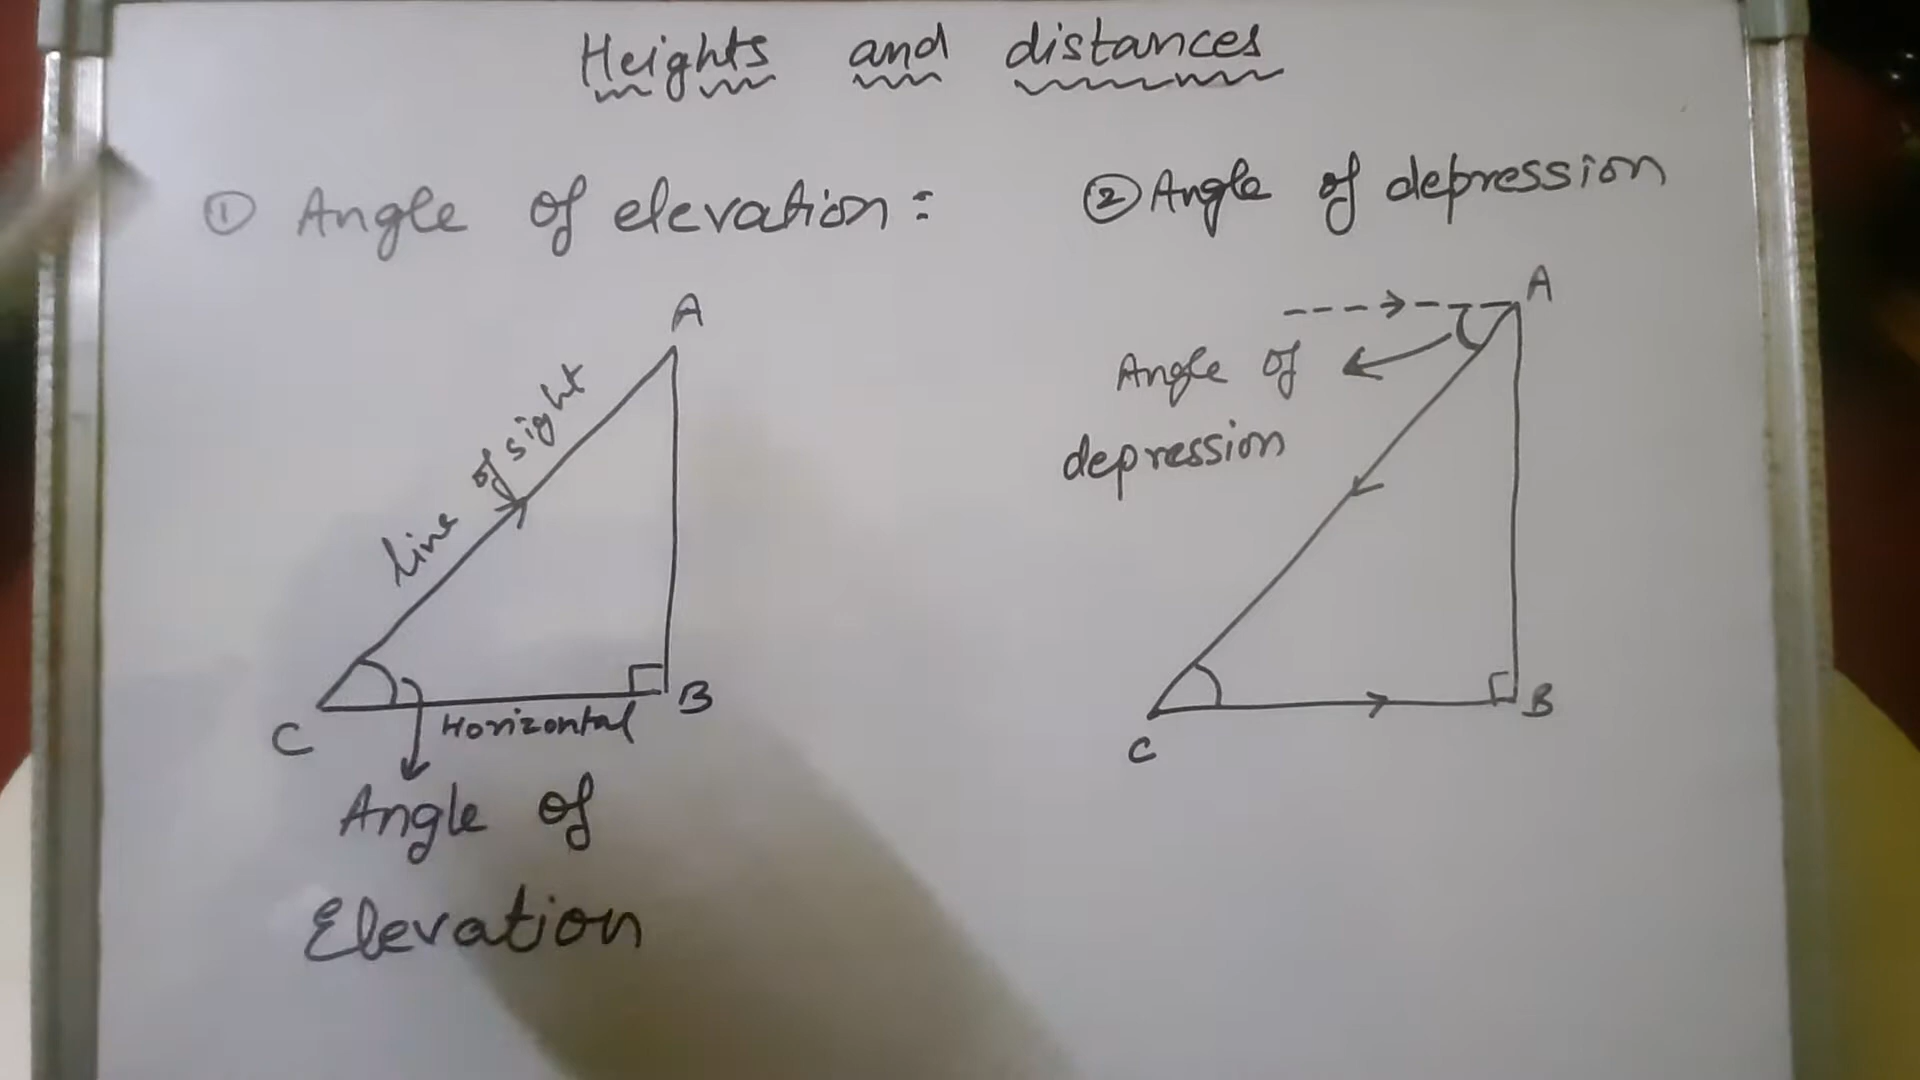 Heights and distances
① Angle of elevation:
A
line of sight
C
Horizontal
B
Angle of
Elevation
② Angle of depression
A
Angle of
depression
C
B